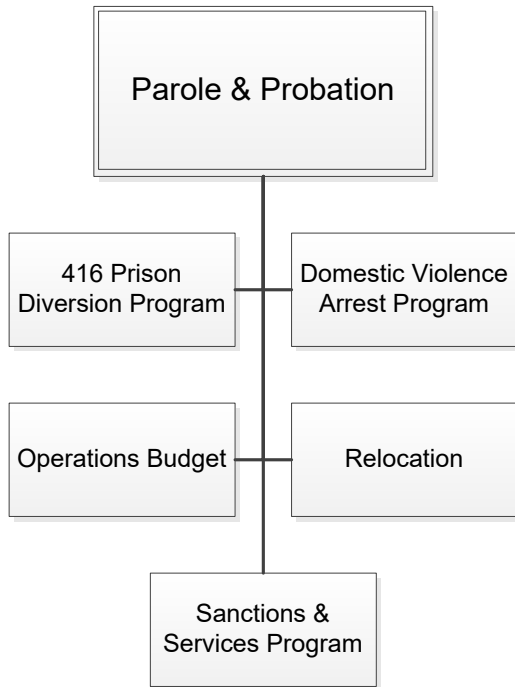 Parole & Probation
416 Prison
Diversion Program
Domestic Violence
Arrest Program
Operations Budget
Relocation
Sanctions &
Services Program